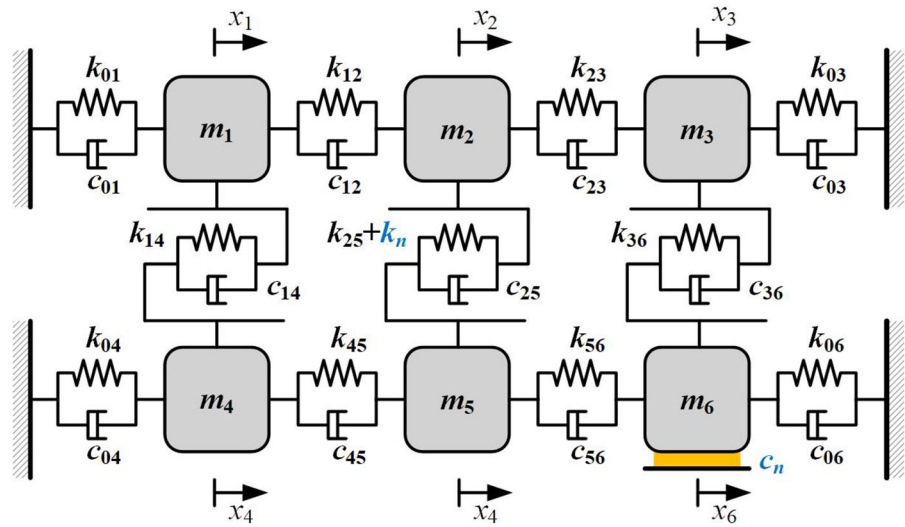 x₁ x₂ x₃
k₀₁ k₁₂ k₂₃ k₀₃
m₁ m₂ m₃
c₀₁ c₁₂ c₂₃ c₀₃
k₁₄ k₂₅+kₙ k₃₆
c₁₄ c₂₅ c₃₆
k₀₄ k₄₅ k₅₆ k₀₆
m₄ m₅ m₆
c₀₄ c₄₅ c₅₆ cₙ c₀₆
x₄ x₄ x₆